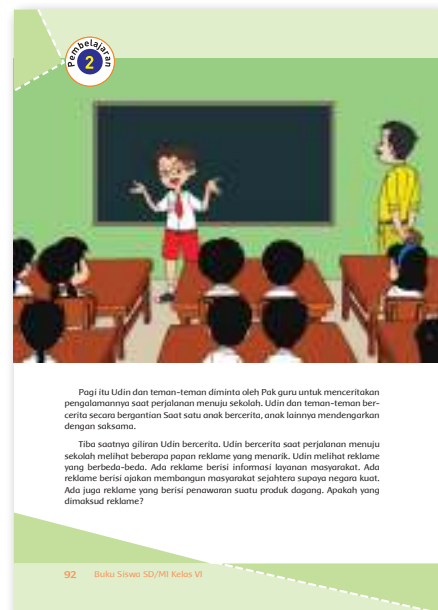 Pembelajaran
2
Pagi itu Udin dan teman-teman diminta oleh Pak guru untuk menceritakan
pengalamannya saat perjalanan menuju sekolah. Udin dan teman-teman ber-
cerita secara bergantian Saat satu anak bercerita, anak lainnya mendengarkan
dengan saksama.
Tiba saatnya giliran Udin bercerita. Udin bercerita saat perjalanan menuju
sekolah melihat beberapa papan reklame yang menarik. Udin melihat reklame
yang berbeda-beda. Ada reklame berisi informasi layanan masyarakat. Ada
reklame berisi ajakan membangun masyarakat sejahtera supaya negara kuat.
Ada juga reklame yang berisi penawaran suatu produk dagang. Apakah yang
dimaksud reklame?
92 Buku Siswa SD/MI Kelas VI